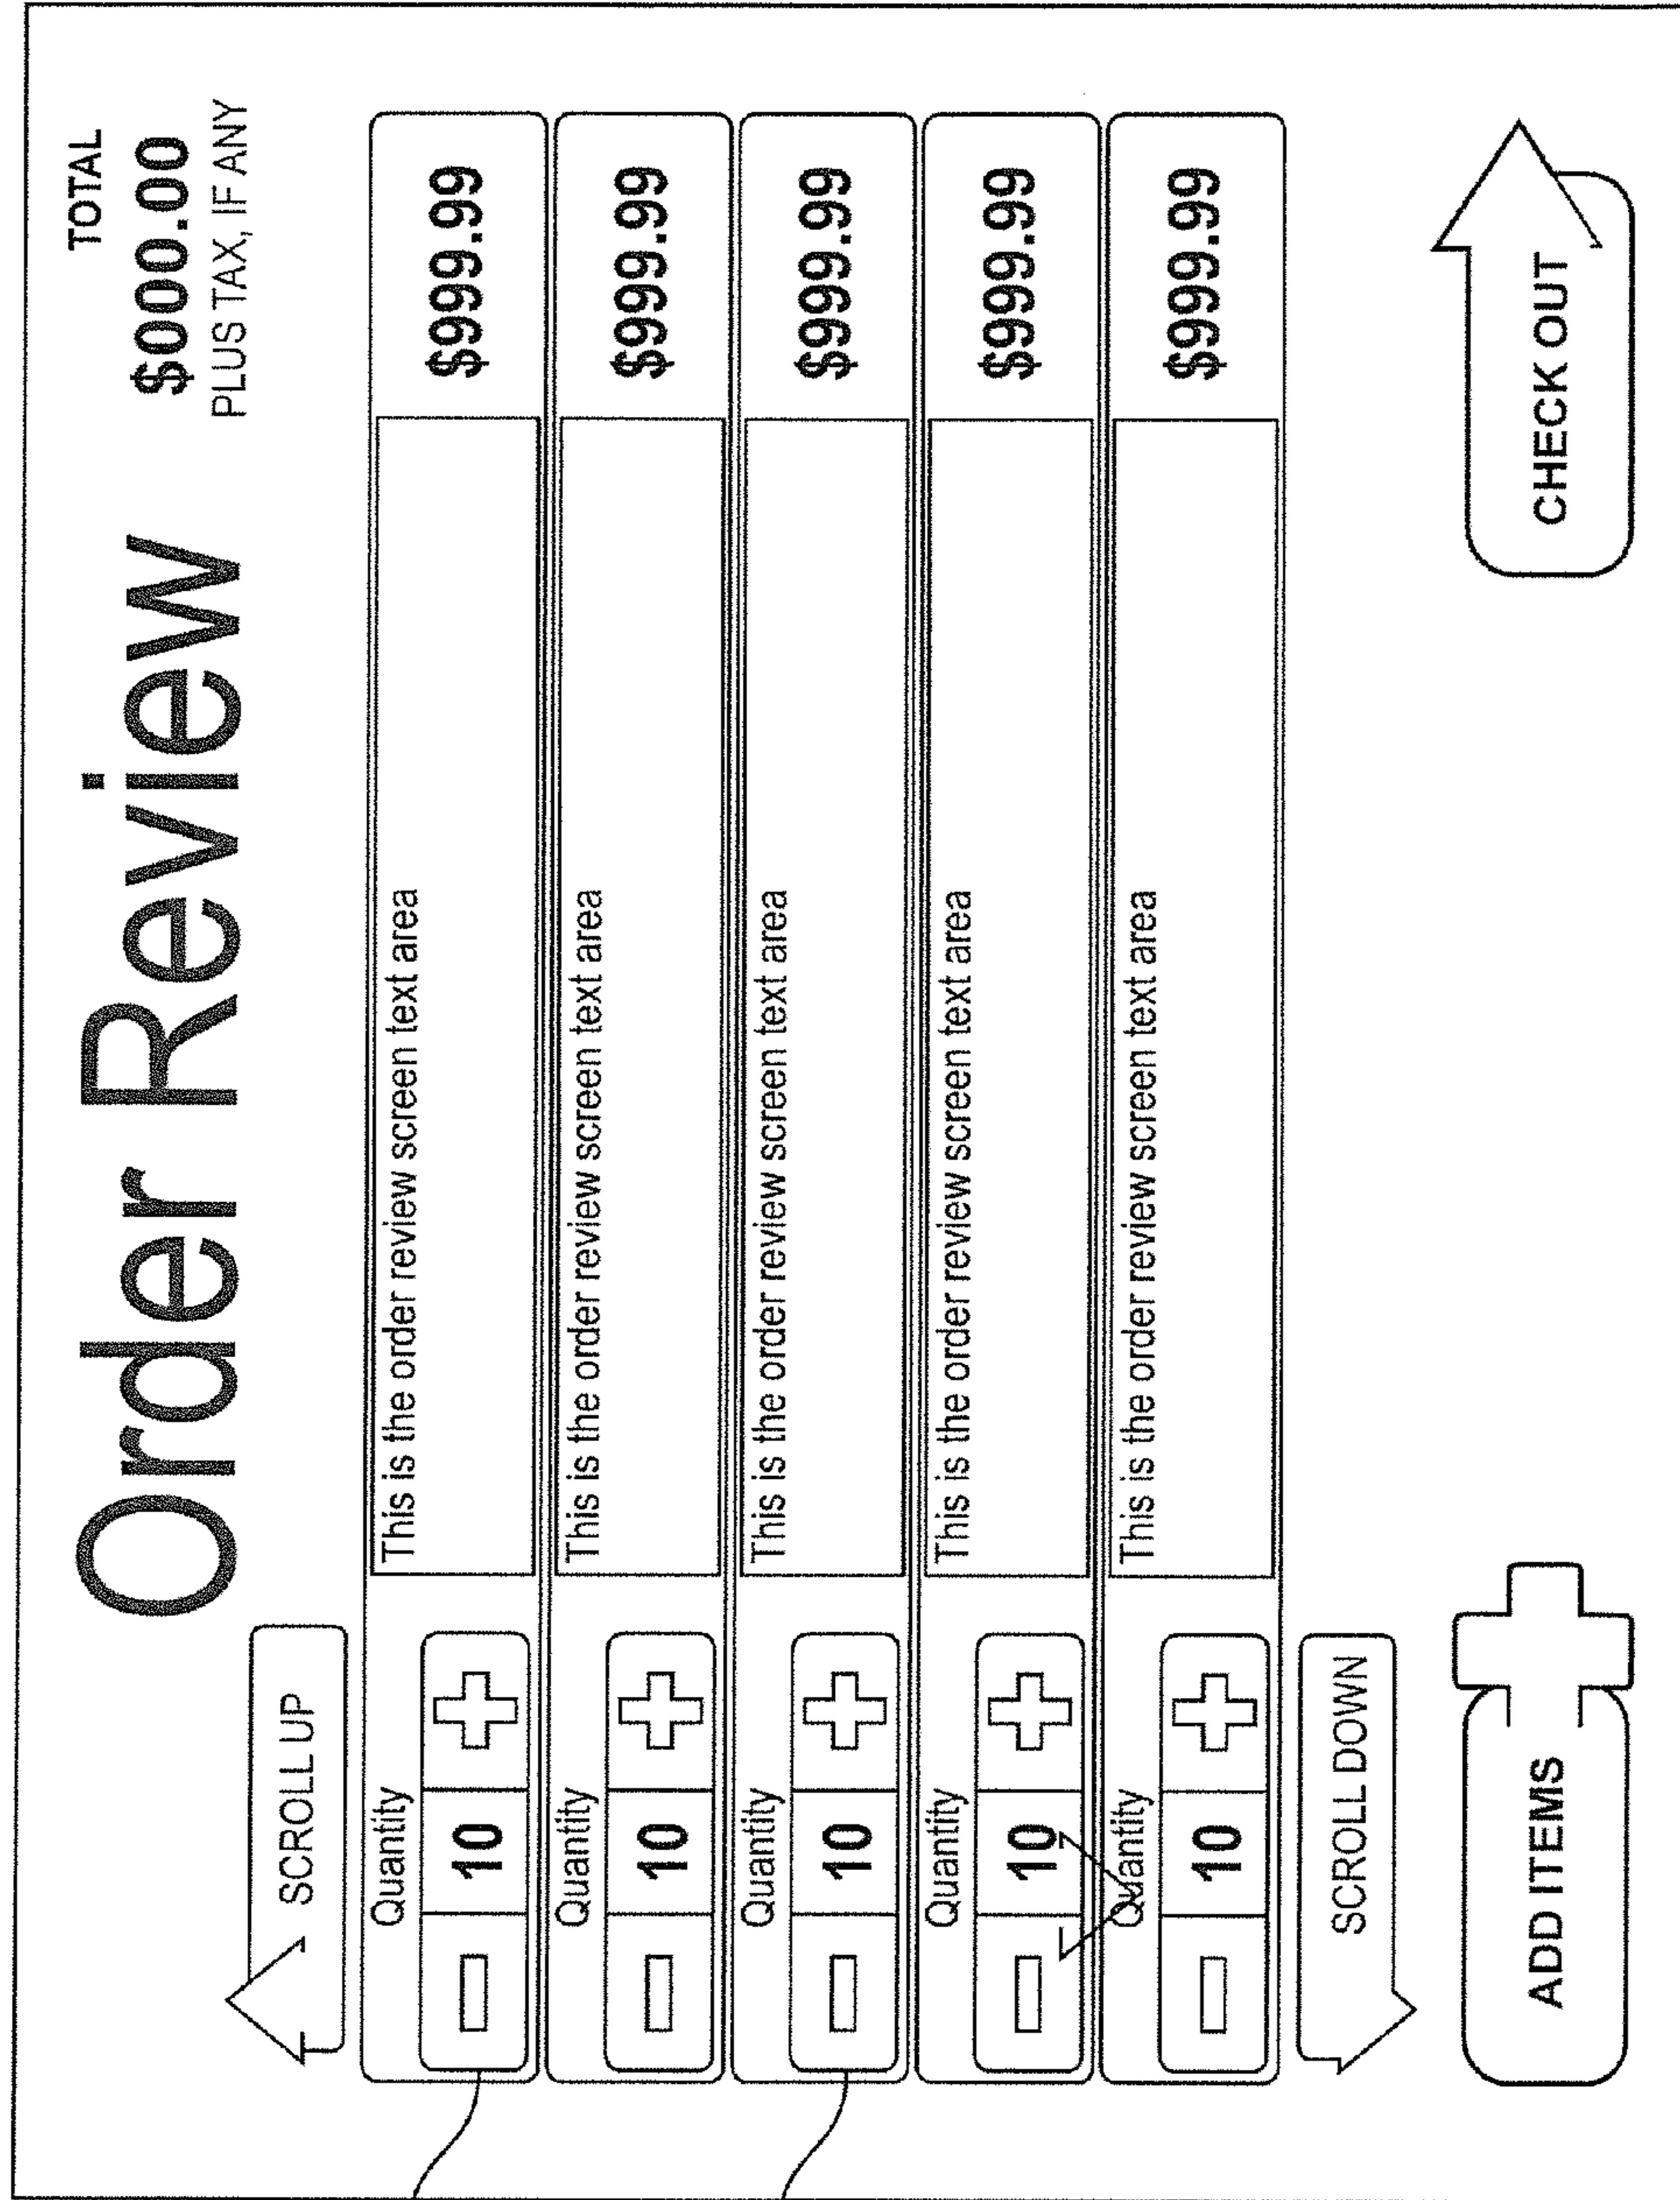 Order Review
TOTAL
$000.00
PLUS TAX, IF ANY
SCROLL UP
Quantity
10
This is the order review screen text area
$999.99
Quantity
10
This is the order review screen text area
$999.99
Quantity
10
This is the order review screen text area
$999.99
Quantity
10
This is the order review screen text area
$999.99
Quantity
10
This is the order review screen text area
$999.99
SCROLL DOWN
ADD ITEMS
CHECK OUT